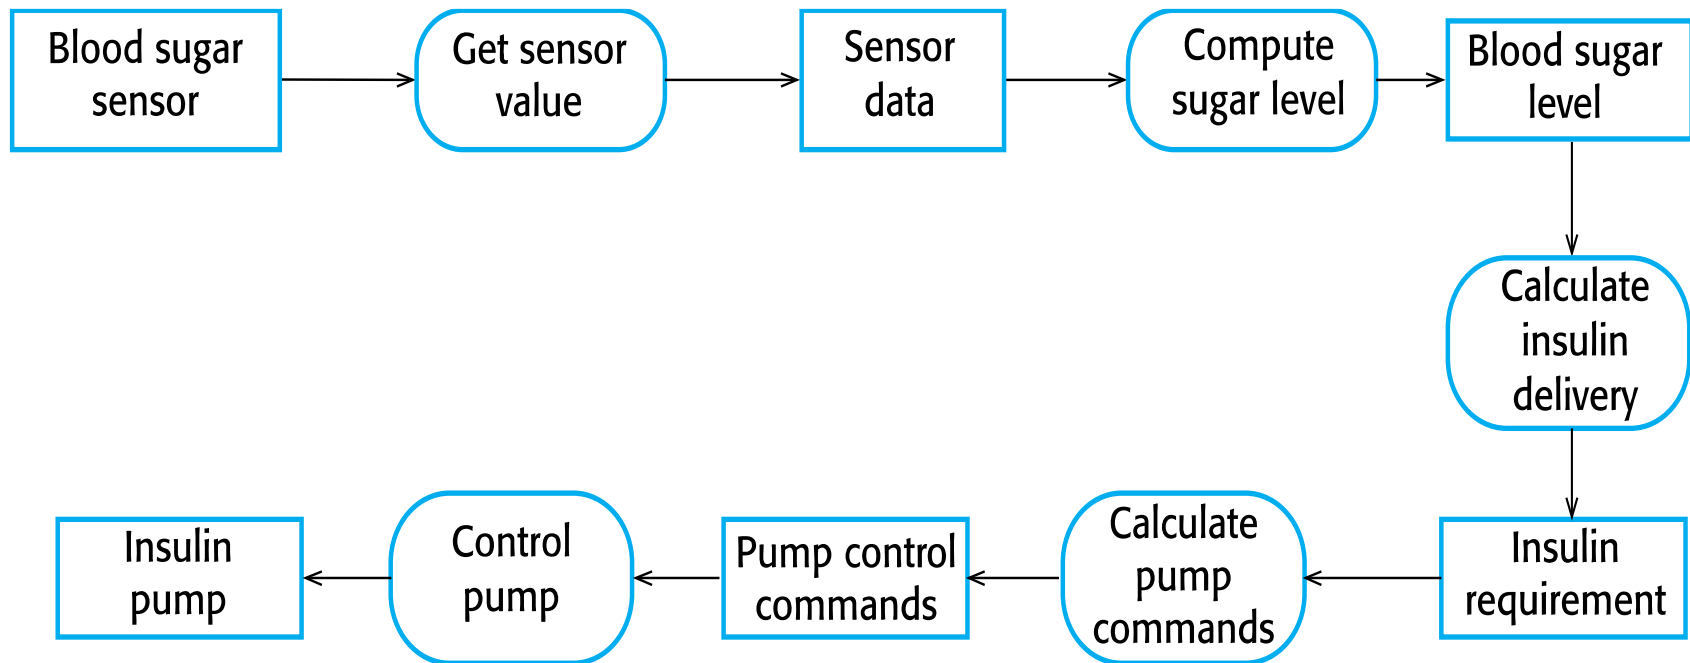 Blood sugar
sensor
Get sensor
value
Sensor
data
Compute
sugar level
Blood sugar
level
Calculate
insulin
delivery
Insulin
requirement
Calculate
pump
commands
Pump control
commands
Control
pump
Insulin
pump